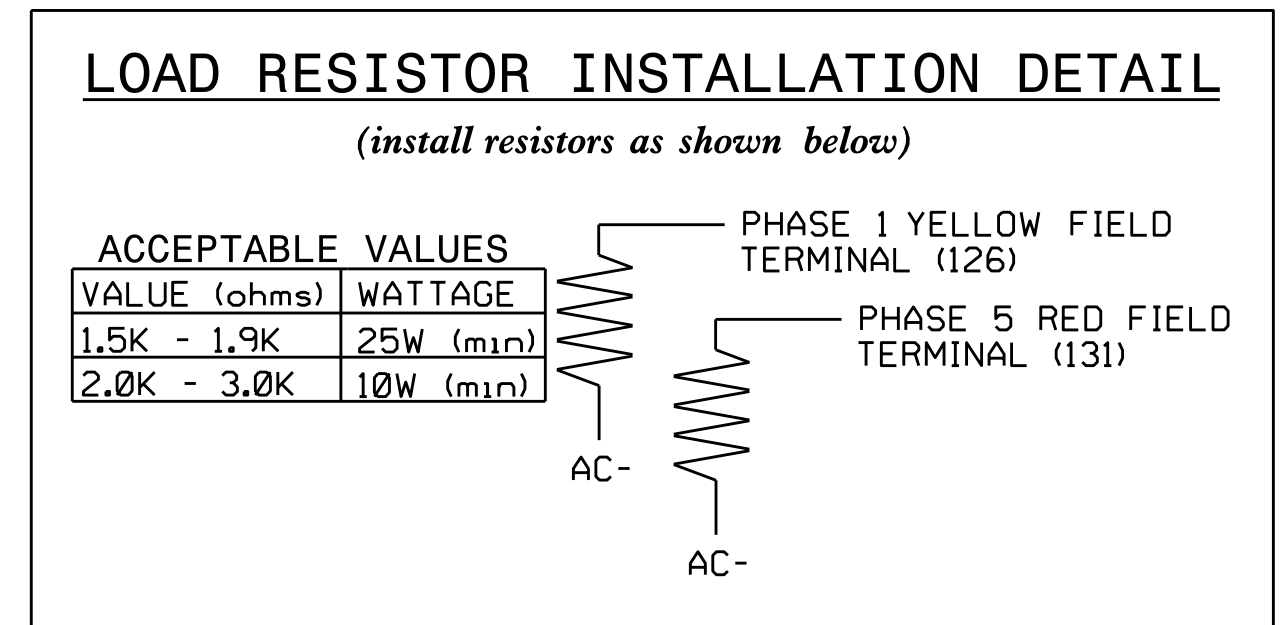 LOAD RESISTOR INSTALLATION DETAIL
(install resistors as shown below)
ACCEPTABLE VALUES
VALUE (ohms) WATTAGE
1.5K - 1.9K 25W (min)
2.0K - 3.0K 10W (min)
PHASE 1 YELLOW FIELD
TERMINAL (126)
AC-
PHASE 5 RED FIELD
TERMINAL (131)
AC-